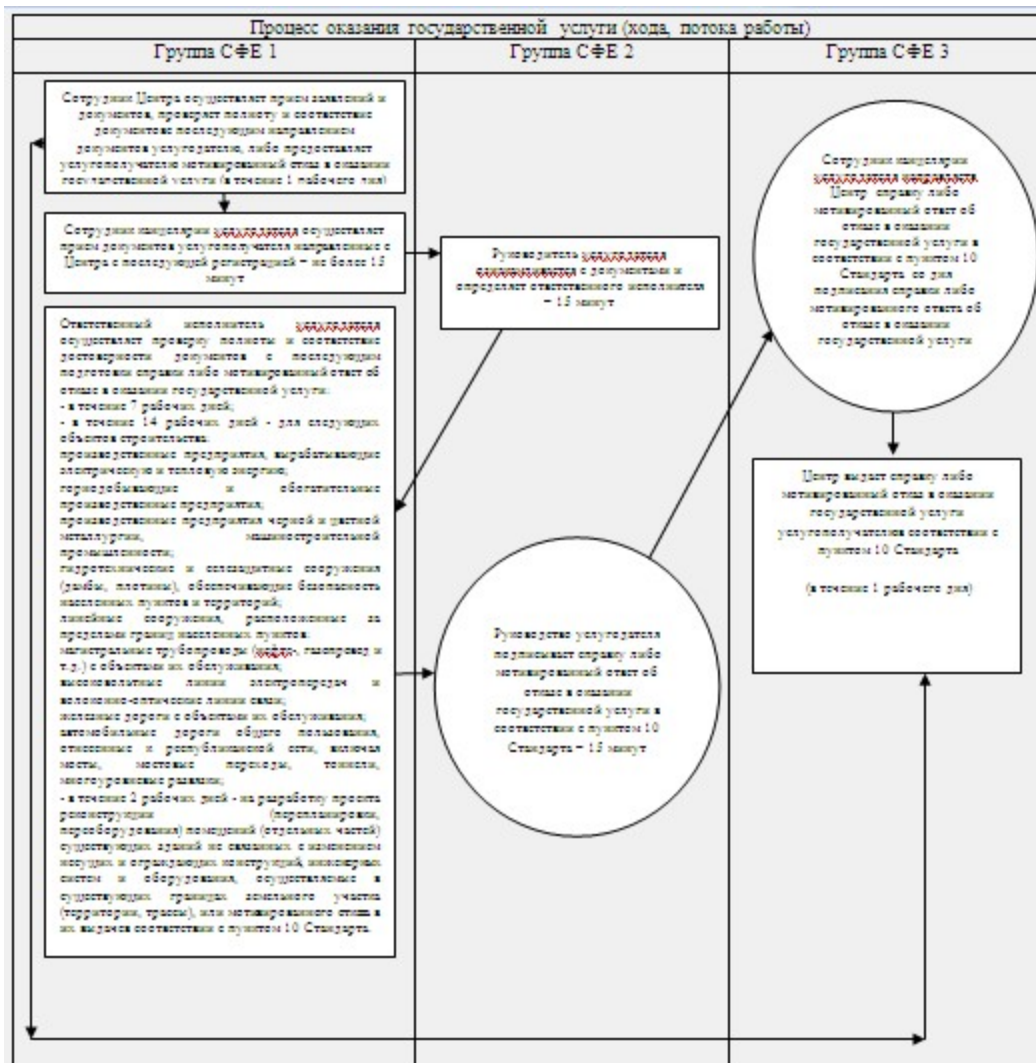 Процесс оказания государственной услуги (хода, потока работы)
Группа СФЕ 1
Группа СФЕ 2
Группа СФЕ 3
Сотрудник Центра осуществляет прием заявлений и
документов, проверяет полноту и соответствие
документов с последующим направлением
документов услугодателю, либо предоставляет
услугополучателю мотивированный отказ в оказании
государственной услуги (в течение 1 рабочего дня)
Сотрудник канцелярии услугодателя осуществляет
прием документов услугополучателя направленные с
Центра с последующей регистрацией – не более 15
минут
Ответственный исполнитель услугодателя
осуществляет проверку полноты и соответствие
достоверности документов с последующим
подготовки справки либо мотивированный ответ об
отказе в оказании государственной услуги:
- в течение 7 рабочих дней;
- в течение 14 рабочих дней - для следующих
объектов строительства:
производственные предприятия, вырабатывающие
электрическую и тепловую энергию;
горнодобывающие и обогатительные
производственные предприятия;
производственные предприятия черной и цветной
металлургии, машиностроительной
промышленности;
гидротехнические и селезащитные сооружения
(дамбы, плотины), обеспечивающие безопасность
населенных пунктов и территорий;
линейные сооружения, расположенные за
пределами границ населенных пунктов:
магистральные трубопроводы (нефте-, газопровод и
т.д.) с объектами их обслуживания;
высоковольтные линии электропередач и
волоконно-оптические линии связи;
железные дороги с объектами их обслуживания;
автомобильные дороги общего пользования,
отнесенные к республиканской сети, включая
мосты, мостовые переходы, тоннели,
многоуровневые развязки;
- в течение 2 рабочих дней - на разработку проекта
реконструкции (перепланировки,
переоборудования) помещений (отдельных частей)
существующих зданий не связанных с изменением
несущих и ограждающих конструкций, инженерных
систем и оборудования, осуществляемые в
существующих границах земельного участка
(территории, трассы), или мотивированного отказа в
их выдаче в соответствии с пунктом 10 Стандарта.
Руководитель услугодателя
ознакамливается с документами и
определяет ответственного исполнителя
– 15 минут
Руководство услугодателя
подписывает справку либо
мотивированный ответ об
отказе в оказании
государственной услуги в
соответствии с пунктом 10
Стандарта – 15 минут
Сотрудник канцелярии
услугодателя направляет в
Центр справку либо
мотивированный ответ об
отказе в оказании
государственной услуги в
соответствии с пунктом 10
Стандарта со дня
подписания справки либо
мотивированного ответа об
отказе в оказании
государственной услуги
Центр выдает справку либо
мотивированный отказ в оказании
государственной услуги
услугополучателю в соответствии с
пунктом 10 Стандарта
(в течение 1 рабочего дня)